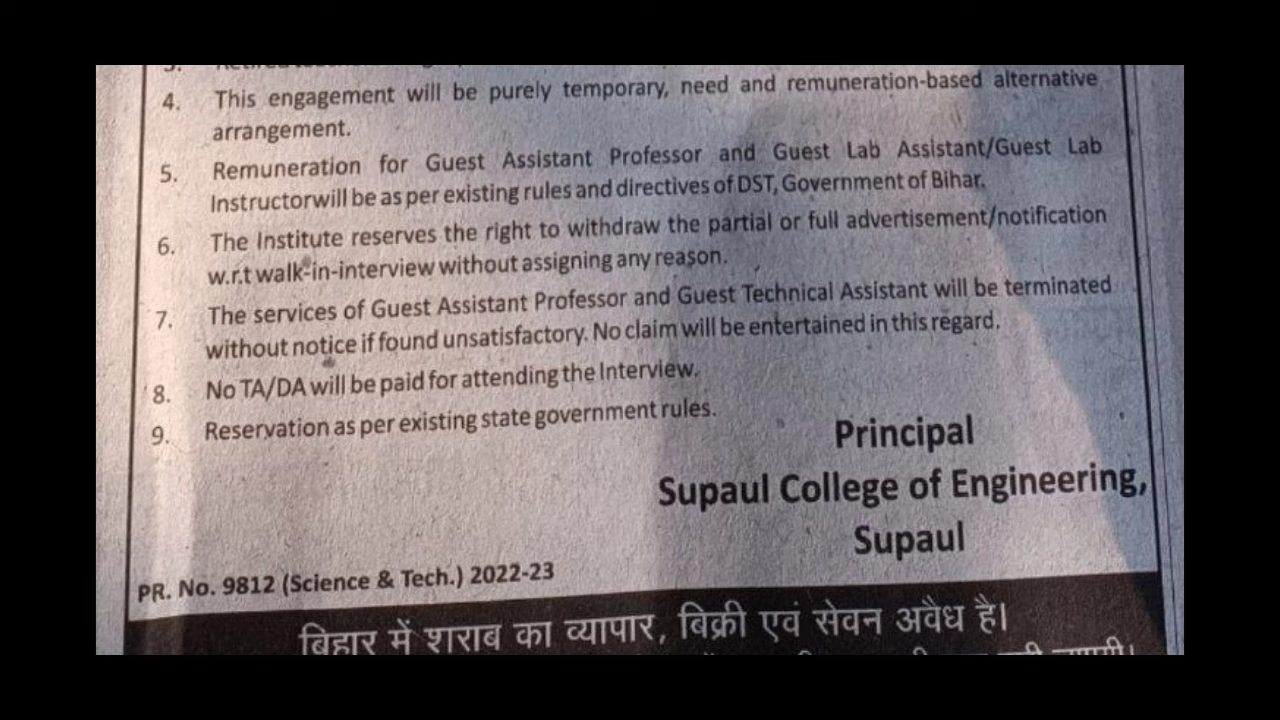 4. This engagement will be purely temporary, need and remuneration-based alternative
arrangement.
5. Remuneration for Guest Assistant Professor and Guest Lab Assistant/Guest Lab
Instructorwill be as per existing rules and directives of DST, Government of Bihar.
6. The Institute reserves the right to withdraw the partial or full advertisement/notification
w.r.t walk-in-interview without assigning any reason.
7. The services of Guest Assistant Professor and Guest Technical Assistant will be terminated
without notice if found unsatisfactory. No claim will be entertained in this regard.
8. No TA/DA will be paid for attending the Interview.
9. Reservation as per existing state government rules.
Principal
Supaul College of Engineering,
Supaul
PR. No. 9812 (Science & Tech.) 2022-23
बिहार में शराब का व्यापार, बिक्री एवं सेवन अवैध है।